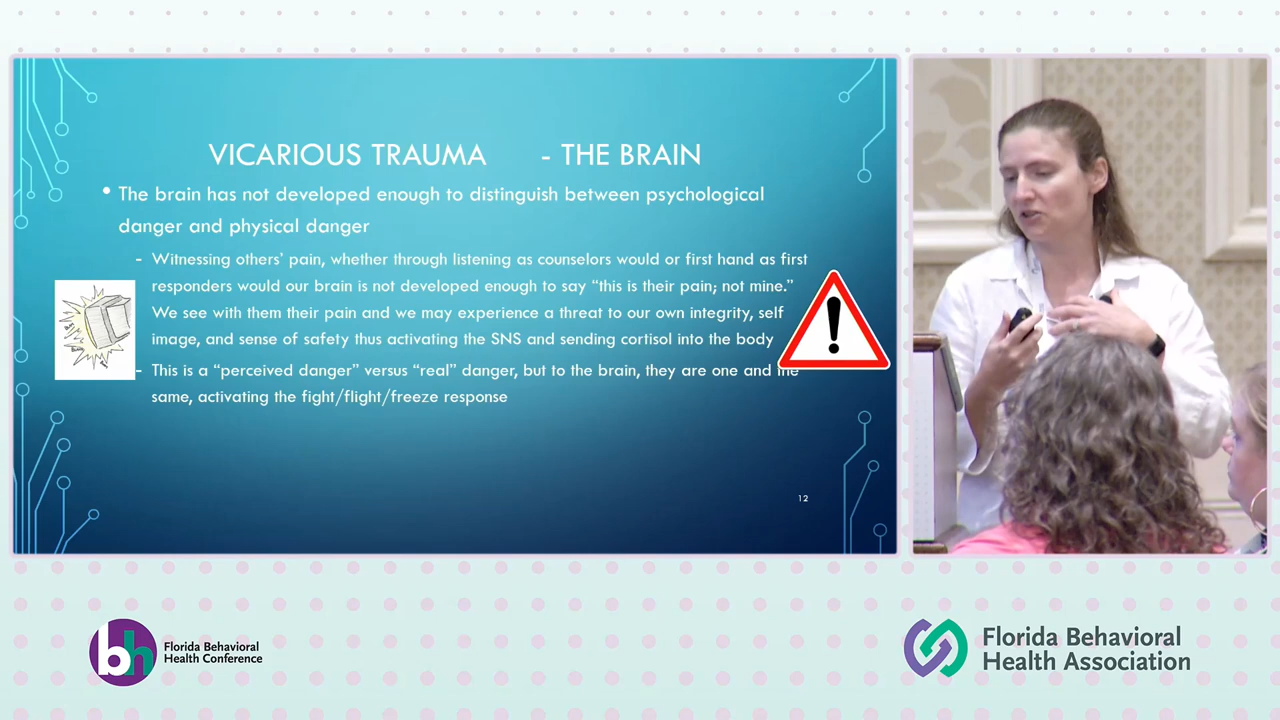 VICARIOUS TRAUMA - THE BRAIN
• The brain has not developed enough to distinguish between psychological
danger and physical danger
- Witnessing others' pain, whether through listening as counselors would or first hand as first
responders would our brain is not developed enough to say “this is their pain; not mine.”
We see with them their pain and we may experience a threat to our own integrity, self
image, and sense of safety thus activating the SNS and sending cortisol into the body
- This is a “perceived danger” versus “real” danger, but to the brain, they are one and the
same, activating the fight/flight/freeze response
12
bh
Florida Behavioral
Health Conference
Florida Behavioral
Health Association